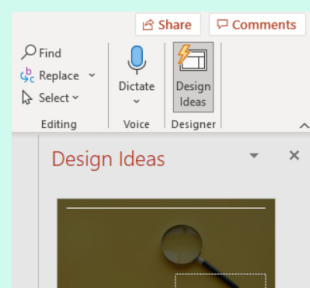 Share
Comments
Find
Replace
Select
Dictate
Design
Ideas
Editing
Voice
Designer
Design Ideas